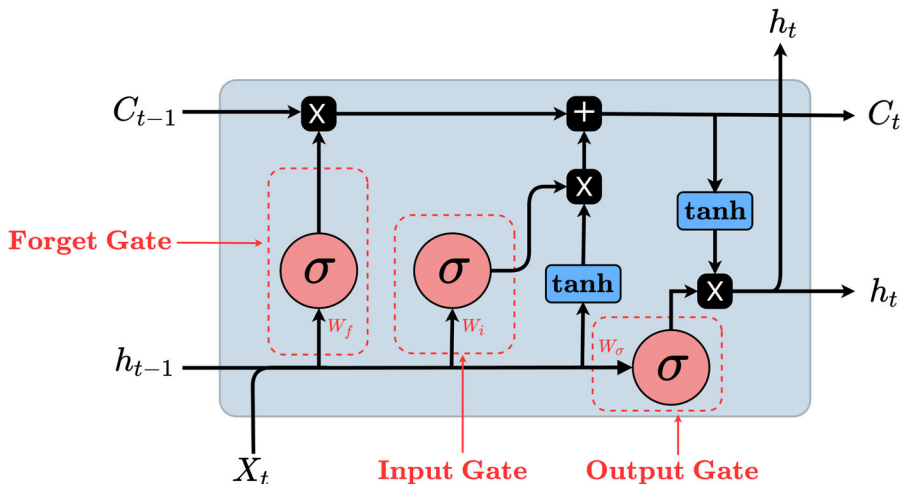 h_t
C_{t-1}
X
+
C_t
X
tanh
Forget Gate
σ
σ
tanh
X
h_t
W_f
W_i
W_σ
h_{t-1}
σ
X_t
Input Gate
Output Gate